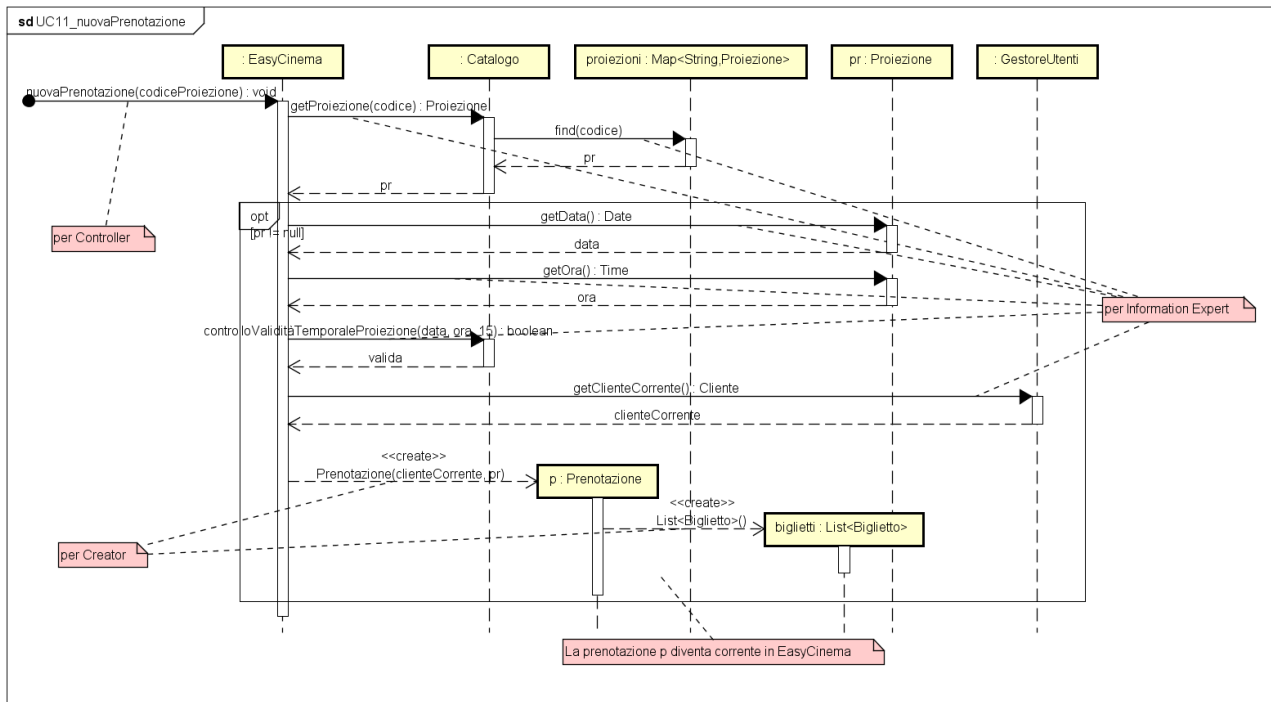 sd UC11_nuovaPrenotazione
: EasyCinema
: Catalogo
proiezioni : Map<String,Proiezione>
pr : Proiezione
: GestoreUtenti
nuovaPrenotazione(codiceProiezione) : void
getProiezione(codice) : Proiezione
find(codice)
pr
pr
opt
[pr != null]
getData() : Date
per Controller
data
getOra() : Time
ora
per Information Expert
controlloValiditàTemporaleProiezione(data, ora, 15) : boolean
valida
getClienteCorrente() : Cliente
clienteCorrente
<<create>>
Prenotazione(clienteCorrente, pr)
p : Prenotazione
<<create>>
List<Biglietto>()
biglietti : List<Biglietto>
per Creator
La prenotazione p diventa corrente in EasyCinema